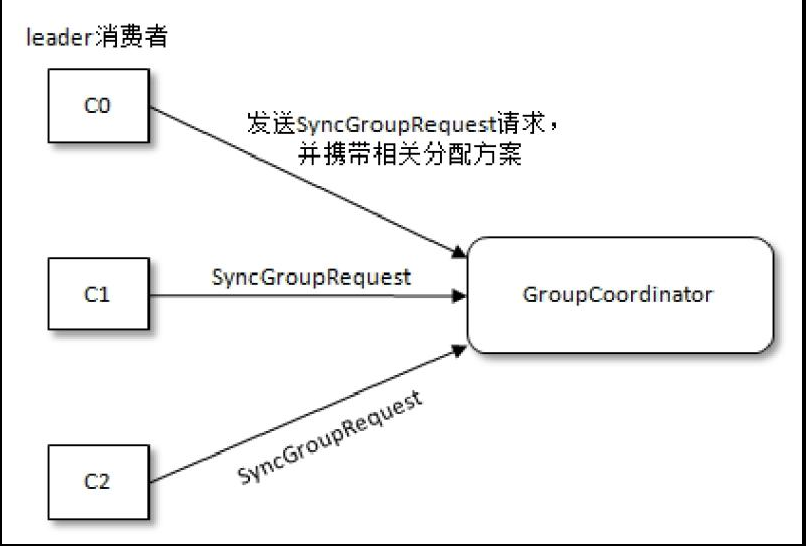 leader消费者
C0
发送SyncGroupRequest请求，
并携带相关分配方案
SyncGroupRequest
C1
GroupCoordinator
SyncGroupRequest
C2